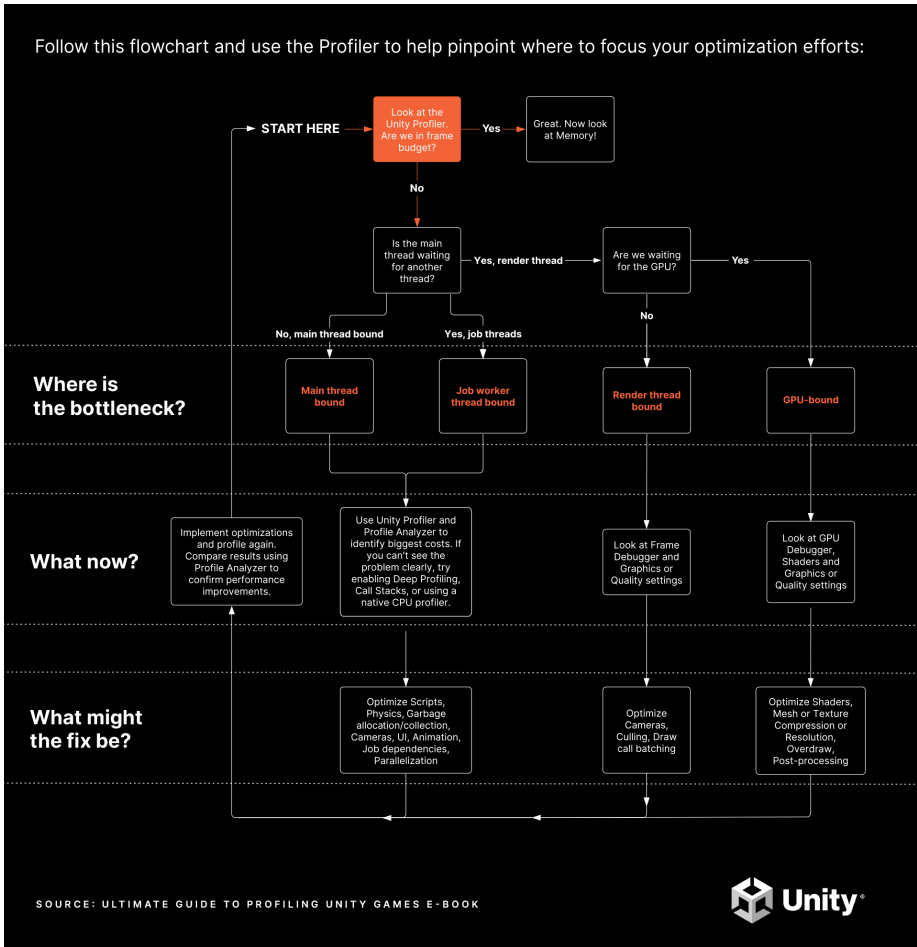 Follow this flowchart and use the Profiler to help pinpoint where to focus your optimization efforts:
START HERE
Look at the
Unity Profiler.
Are we in frame
budget?
Yes
Great. Now look
at Memory!
No
Is the main
thread waiting
for another
thread?
Yes, render thread
Are we waiting
for the GPU?
Yes
No, main thread bound
Yes, job threads
No
Where is
the bottleneck?
Main thread
bound
Job worker
thread bound
Render thread
bound
GPU-bound
What now?
Implement optimizations
and profile again.
Compare results using
Profile Analyzer to
confirm performance
improvements.
Use Unity Profiler and
Profile Analyzer to
identify biggest costs. If
you can't see the
problem clearly, try
enabling Deep Profiling,
Call Stacks, or using a
native CPU profiler.
Look at Frame
Debugger and
Graphics or
Quality settings
Look at GPU
Debugger,
Shaders and
Graphics or
Quality settings
What might
the fix be?
Optimize Scripts,
Physics, Garbage
allocation/collection,
Cameras, UI, Animation,
Job dependencies,
Parallelization
Optimize
Cameras,
Culling, Draw
call batching
Optimize Shaders,
Mesh or Texture
Compression or
Resolution,
Overdraw,
Post-processing
SOURCE: ULTIMATE GUIDE TO PROFILING UNITY GAMES E-BOOK
Unity®